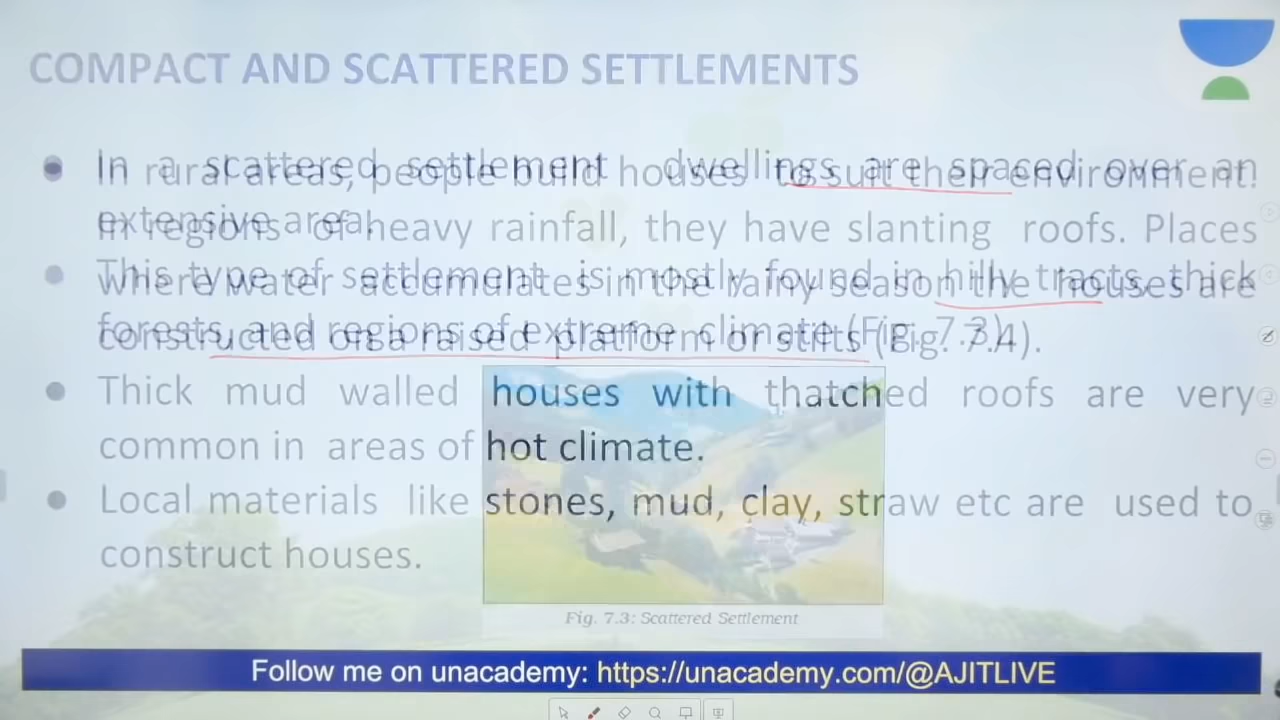 COMPACT AND SCATTERED SETTLEMENTS
In a scattered settlement dwellings are spaced over an
extensive area.
This type of settlement is mostly found in hilly tracts, thick
forests, and regions of extreme climate (Fig. 7.3).
In rural areas, people build houses to suit their environment.
In regions of heavy rainfall, they have slanting roofs. Places
where water accumulates in the rainy season the houses are
constructed on a raised platform or stilts (Fig. 7.4).
Thick mud walled houses with thatched roofs are very
common in areas of hot climate.
Local materials like stones, mud, clay, straw etc are used to
construct houses.
Fig. 7.3: Scattered Settlement
Follow me on unacademy: https://unacademy.com/@AJITLIVE